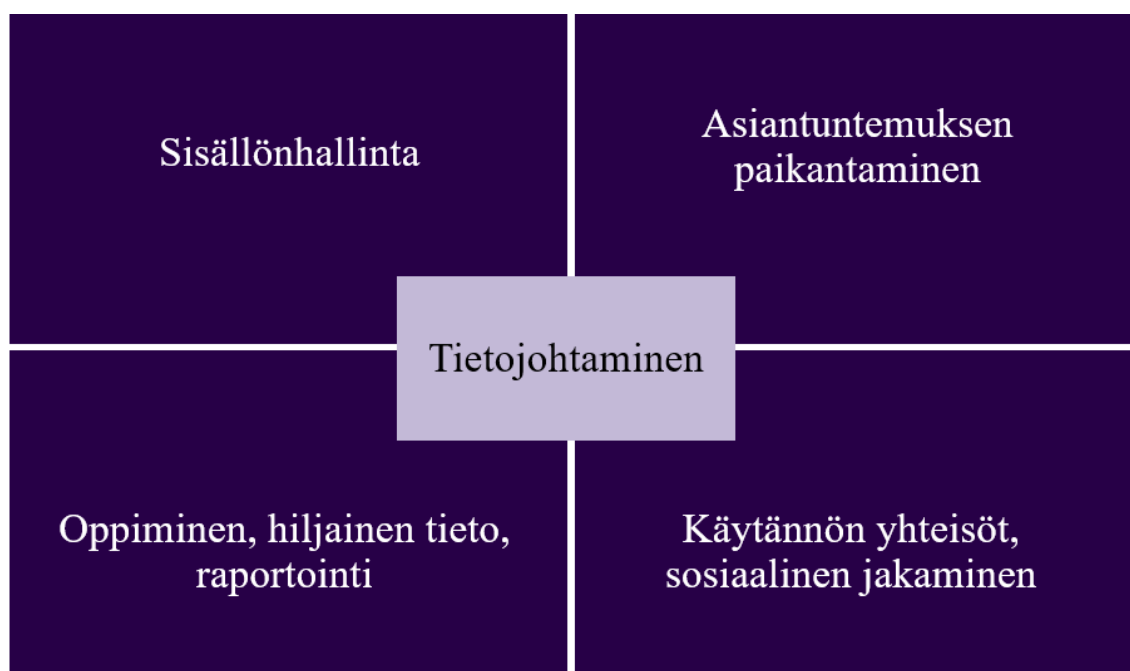 Sisällönhallinta
Asiantuntemuksen
paikantaminen
Tietojohtaminen
Oppiminen, hiljainen tieto,
raportointi
Käytännön yhteisöt,
sosiaalinen jakaminen